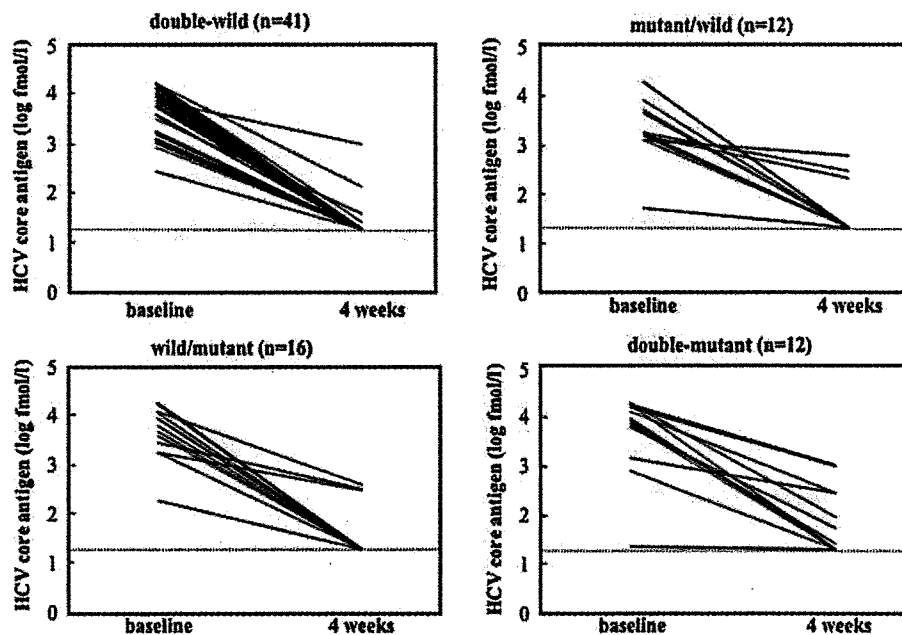 double-wild (n=41)
HCV core antigen (log fmol/l)
5
4
3
2
1
0
baseline 4 weeks
mutant/wild (n=12)
HCV core antigen (log fmol/l)
5
4
3
2
1
0
baseline 4 weeks
wild/mutant (n=16)
HCV core antigen (log fmol/l)
5
4
3
2
1
0
baseline 4 weeks
double-mutant (n=12)
HCV core antigen (log fmol/l)
5
4
3
2
1
0
baseline 4 weeks